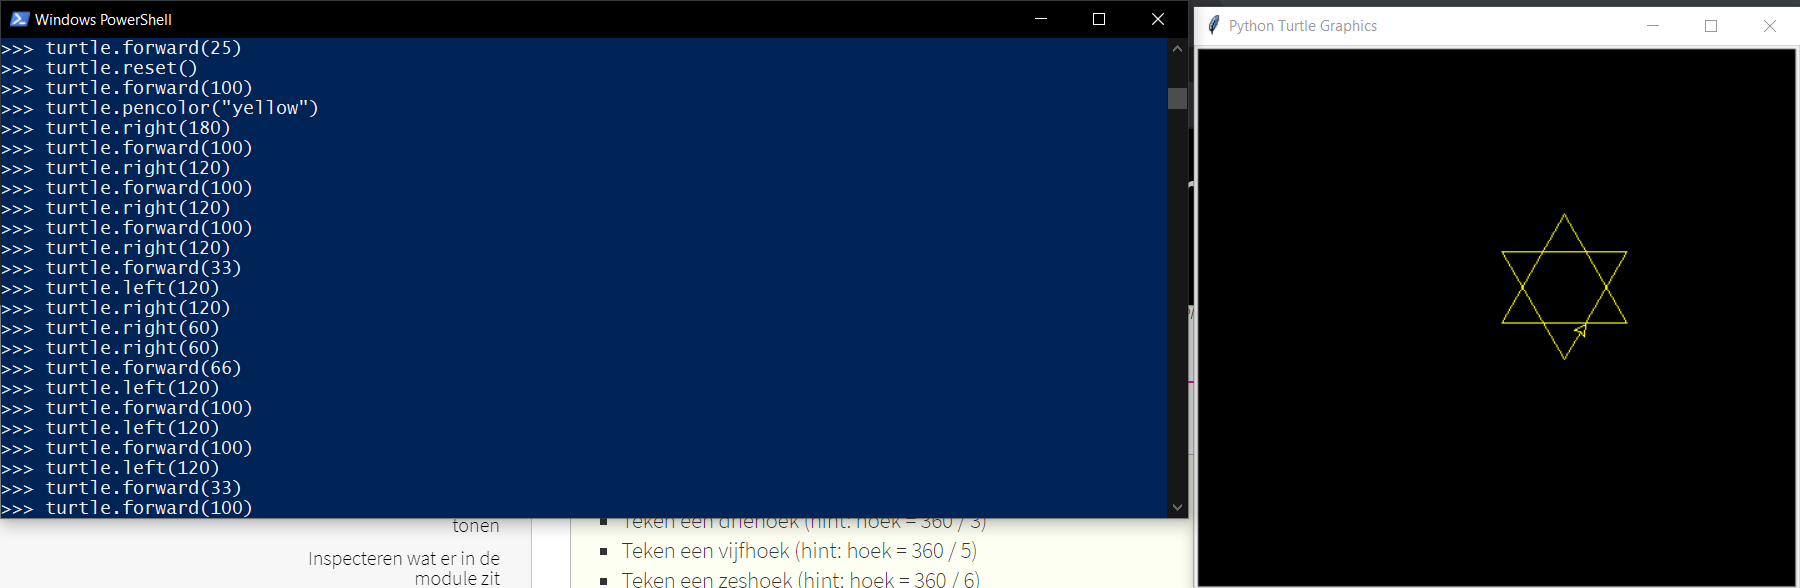 Windows PowerShell
>>> turtle.forward(25)
>>> turtle.reset()
>>> turtle.forward(100)
>>> turtle.pencolor("yellow")
>>> turtle.right(180)
>>> turtle.forward(100)
>>> turtle.right(120)
>>> turtle.forward(100)
>>> turtle.right(120)
>>> turtle.forward(100)
>>> turtle.right(120)
>>> turtle.forward(33)
>>> turtle.left(120)
>>> turtle.right(120)
>>> turtle.right(60)
>>> turtle.right(60)
>>> turtle.forward(66)
>>> turtle.left(120)
>>> turtle.forward(100)
>>> turtle.left(120)
>>> turtle.forward(100)
>>> turtle.left(120)
>>> turtle.forward(33)
>>> turtle.forward(100)
Python Turtle Graphics
tonen
Inspecteren wat er in de
module zit
Teken een driehoek (hint: hoek = 360 / 3)
Teken een vijfhoek (hint: hoek = 360 / 5)
Teken een zeshoek (hint: hoek = 360 / 6)